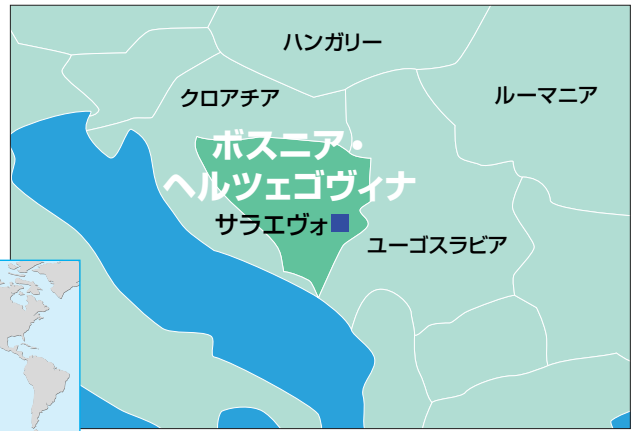 ハンガリー
ルーマニア
クロアチア
ボスニア・
ヘルツェゴヴィナ
サラエヴォ
ユーゴスラビア